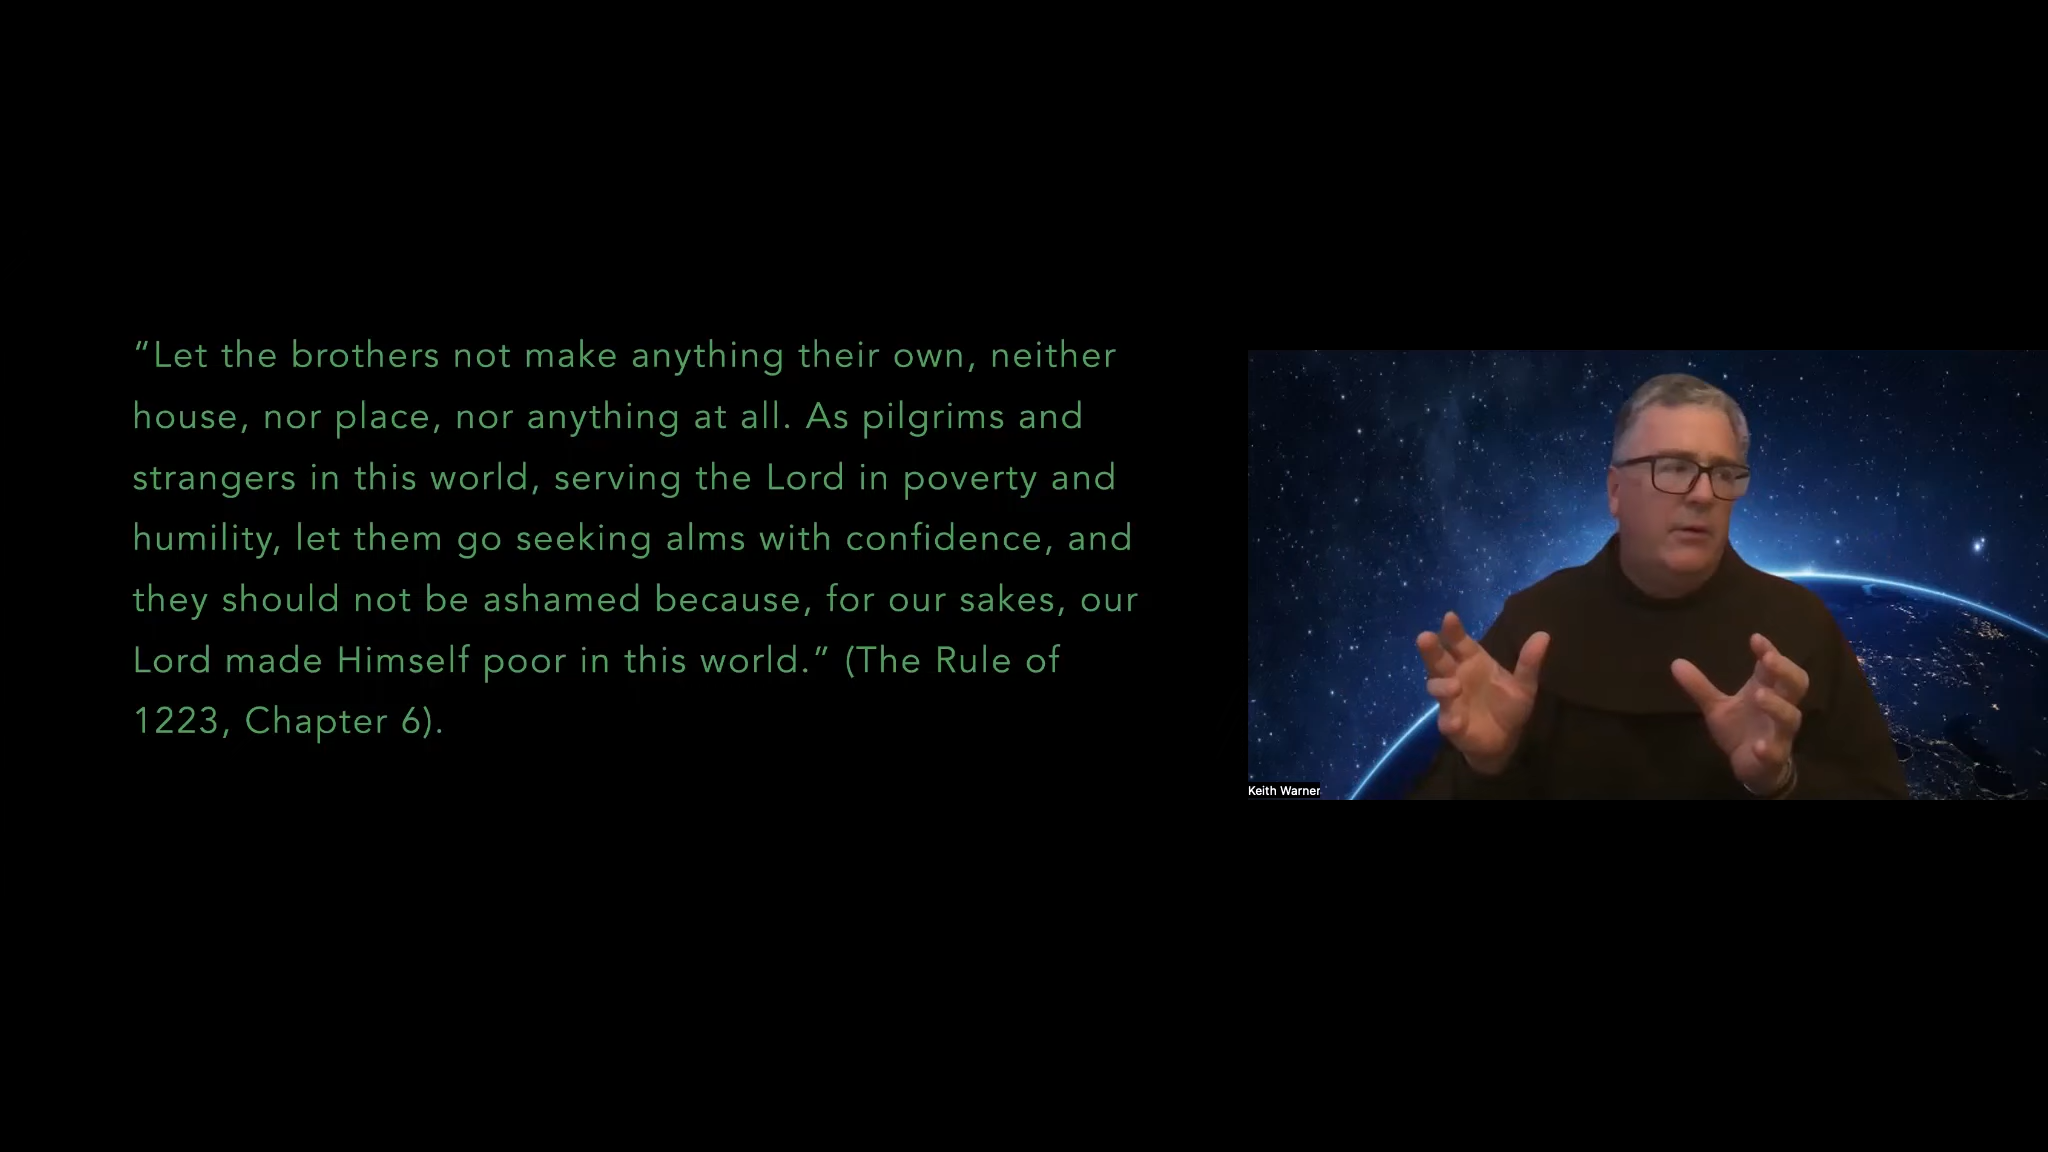 “Let the brothers not make anything their own, neither
house, nor place, nor anything at all. As pilgrims and
strangers in this world, serving the Lord in poverty and
humility, let them go seeking alms with confidence, and
they should not be ashamed because, for our sakes, our
Lord made Himself poor in this world.” (The Rule of
1223, Chapter 6).
Keith Warner